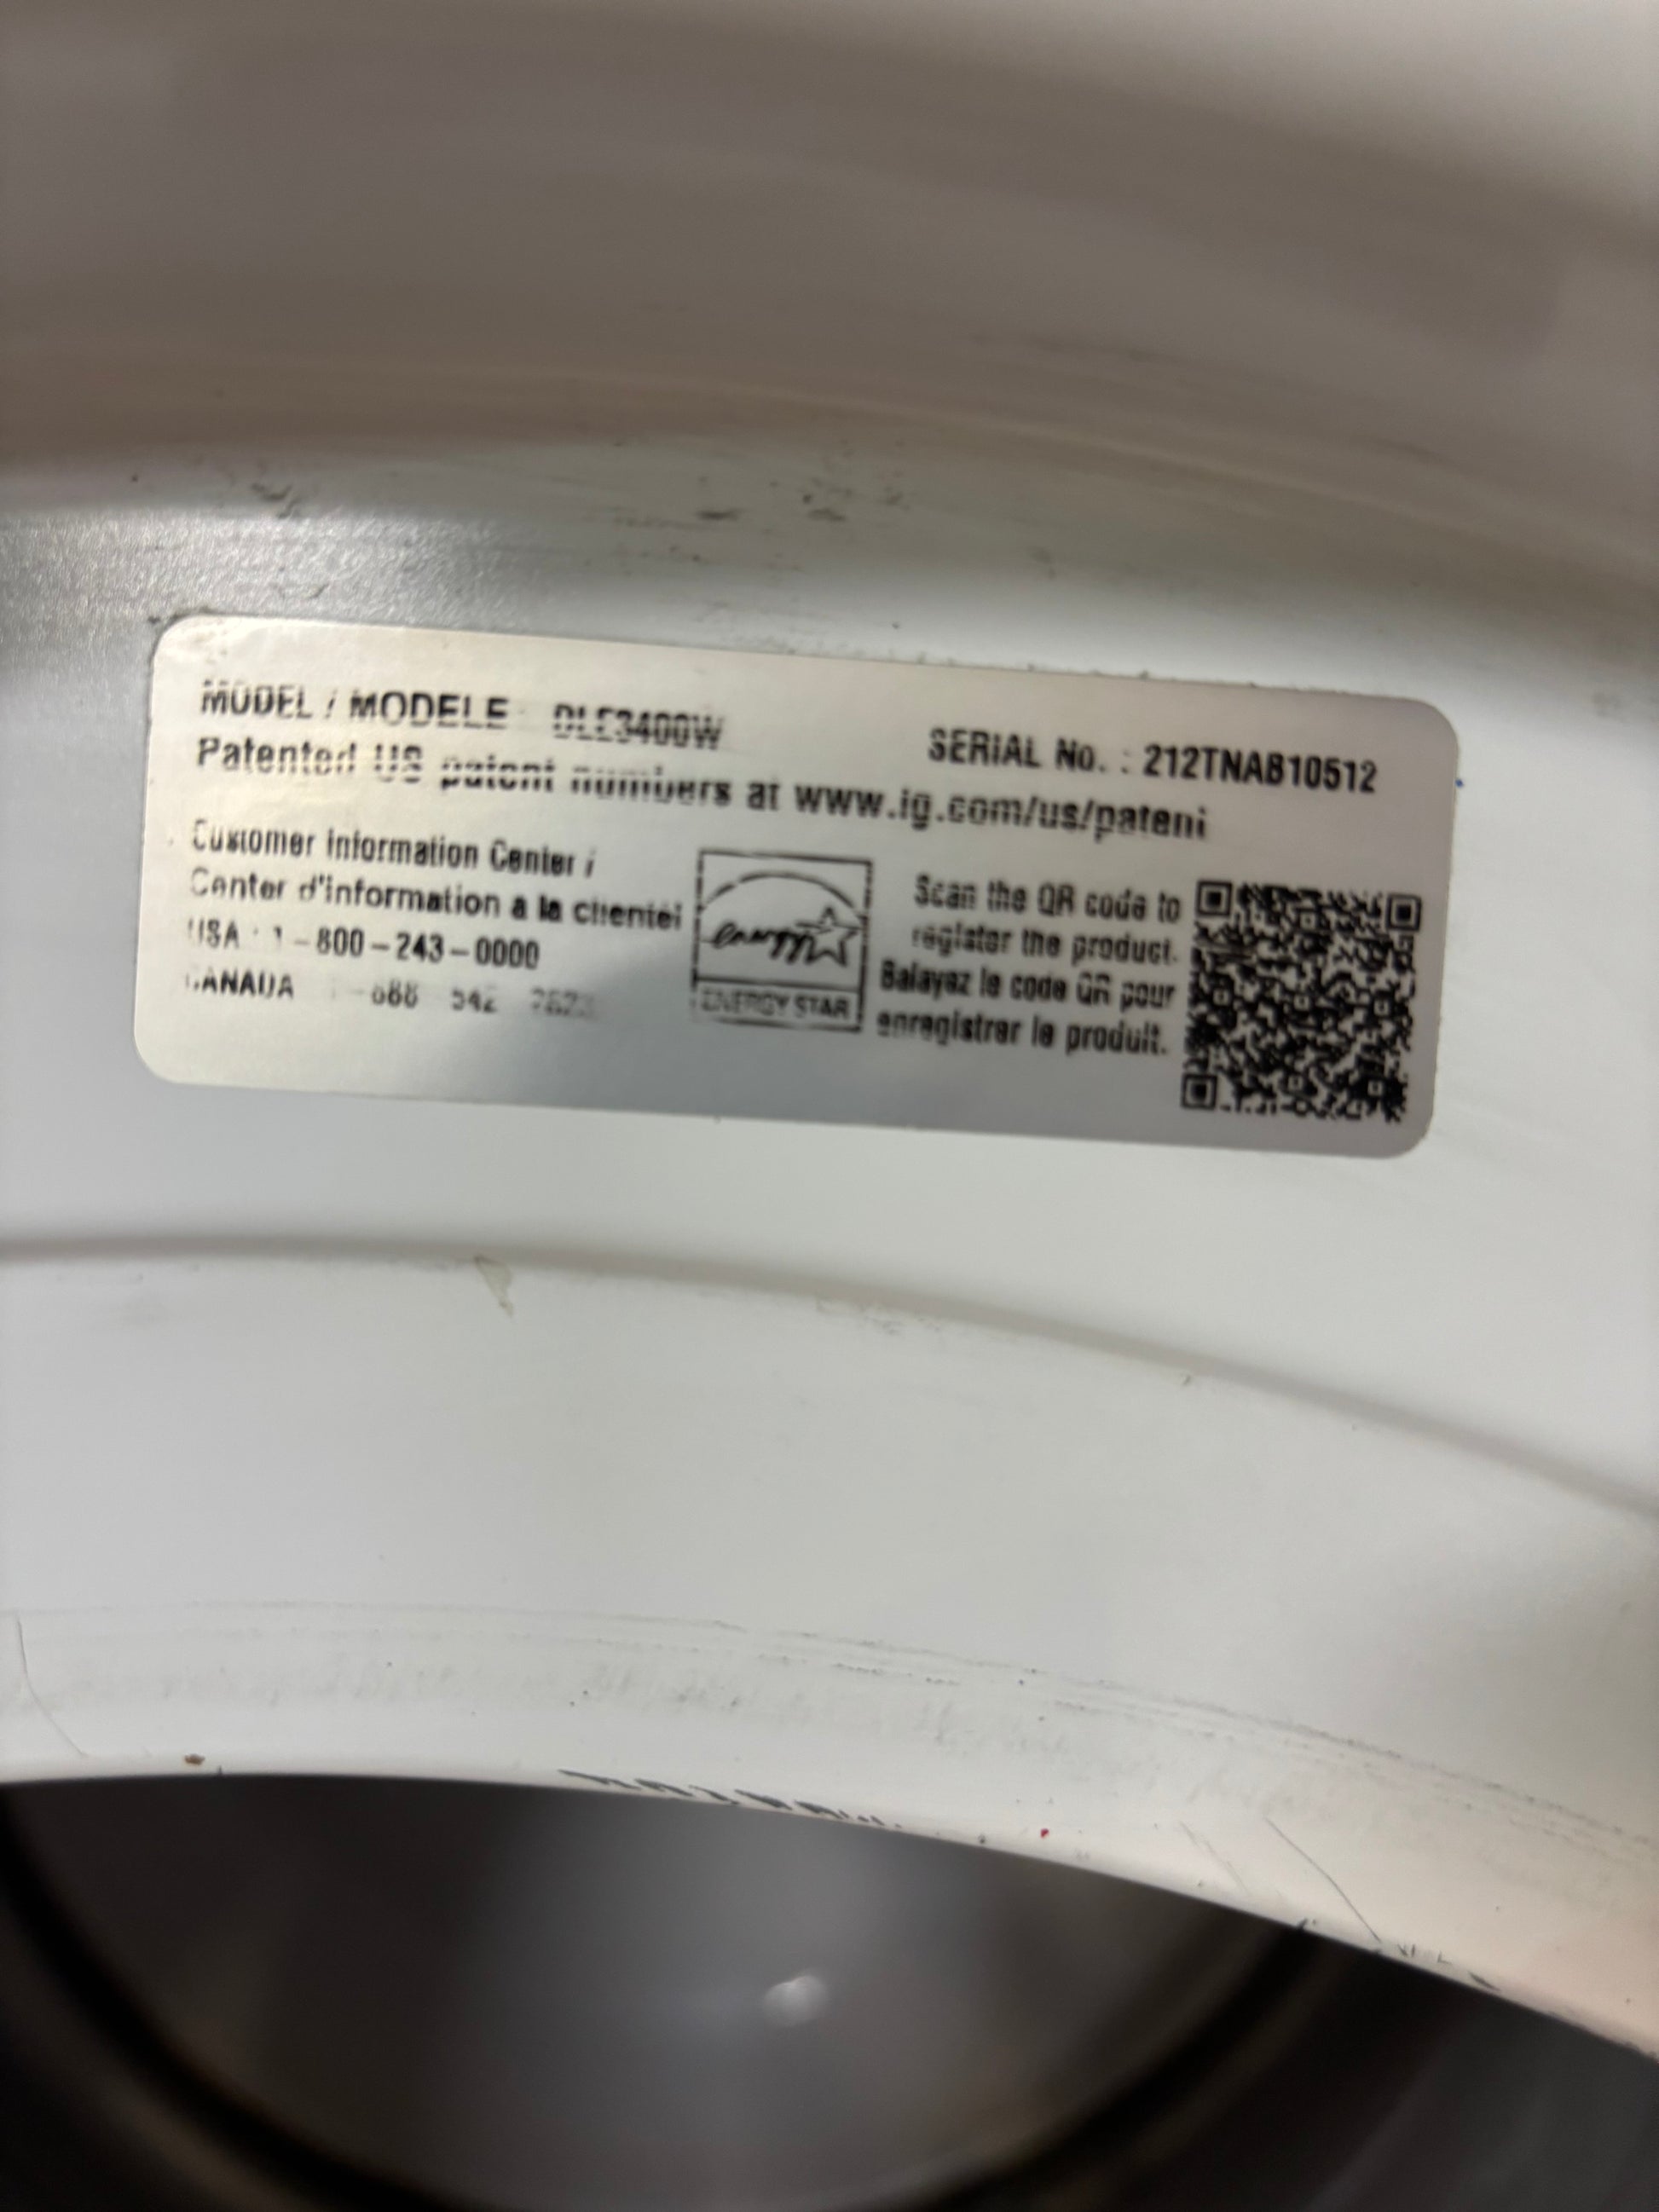 MODEL / MODELE DLE3400W SERIAL No. : 212TNAB10512
Patented US patent numbers at www.lg.com/us/patent
Customer Information Center /
Center d'information a la clientel
USA : 1-800-243-0000
CANADA 542
energy
ENERGY STAR
Scan the QR code to
register the product.
Balayez le code QR pour
enregistrer le produit.